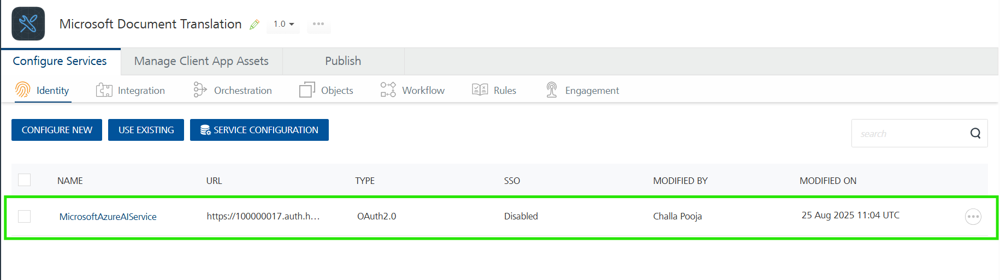 Microsoft Document Translation 1.0
Configure Services Manage Client App Assets Publish
Identity Integration Orchestration Objects Workflow Rules Engagement
CONFIGURE NEW USE EXISTING SERVICE CONFIGURATION search
NAME URL TYPE SSO MODIFIED BY MODIFIED ON
MicrosoftAzureAIService https://100000017.auth.h... OAuth2.0 Disabled Challa Pooja 25 Aug 2025 11:04 UTC